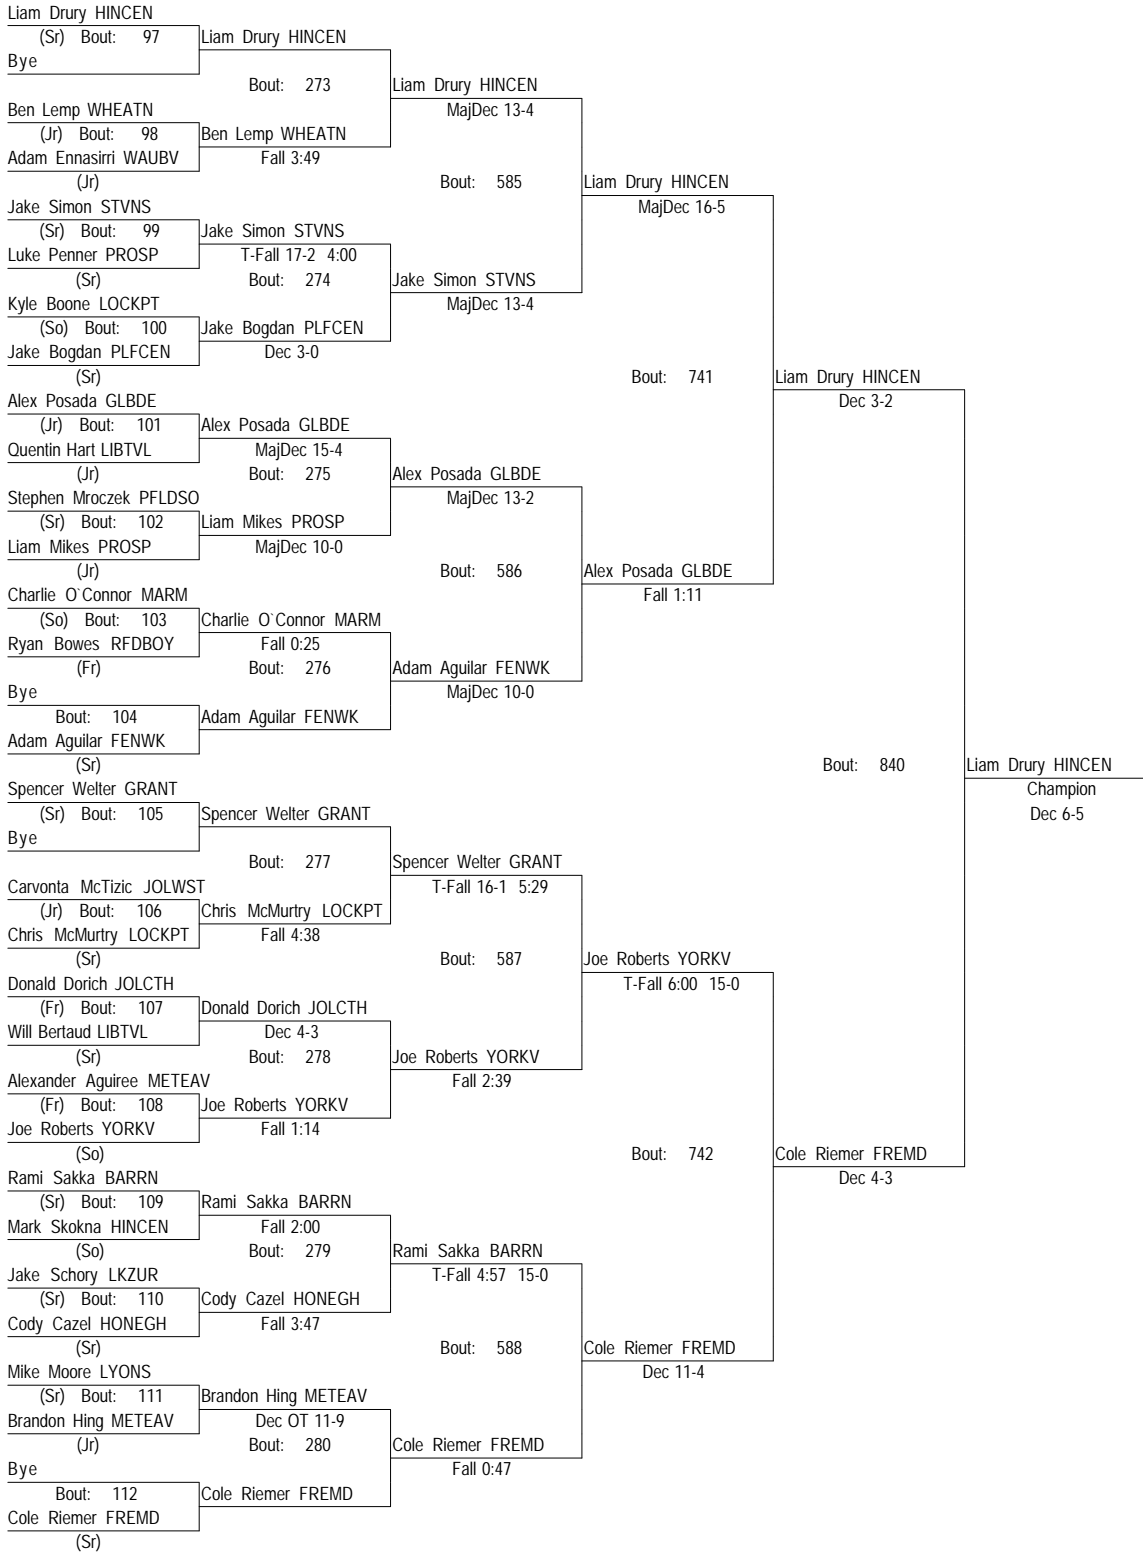 Liam Drury HINCEN
(Sr) Bout: 97 Liam Drury HINCEN
Bye
Bout: 273 Liam Drury HINCEN
Ben Lemp WHEATN MajDec 13-4
(Jr) Bout: 98 Ben Lemp WHEATN
Adam Ennasirri WAUBV Fall 3:49
(Jr) Bout: 585 Liam Drury HINCEN
Jake Simon STVNS MajDec 16-5
(Sr) Bout: 99 Jake Simon STVNS
Luke Penner PROSP T-Fall 17-2 4:00
(Sr) Bout: 274 Jake Simon STVNS
Kyle Boone LOCKPT MajDec 13-4
(So) Bout: 100 Jake Bogdan PLFCEN
Jake Bogdan PLFCEN Dec 3-0
(Sr) Bout: 741 Liam Drury HINCEN
Alex Posada GLBDE Dec 3-2
(Jr) Bout: 101 Alex Posada GLBDE
Quentin Hart LIBTVL MajDec 15-4
(Jr) Bout: 275 Alex Posada GLBDE
Stephen Mroczek PFLDSO MajDec 13-2
(Sr) Bout: 102 Liam Mikes PROSP
Liam Mikes PROSP MajDec 10-0
(Jr) Bout: 586 Alex Posada GLBDE
Charlie O`Connor MARM Fall 1:11
(So) Bout: 103 Charlie O`Connor MARM
Ryan Bowes RFDBOY Fall 0:25
(Fr) Bout: 276 Adam Aguilar FENWK
Bye MajDec 10-0
Bout: 104 Adam Aguilar FENWK
Adam Aguilar FENWK
(Sr) Bout: 840 Liam Drury HINCEN
Spencer Welter GRANT Champion
(Sr) Bout: 105 Spencer Welter GRANT Dec 6-5
Bye
Bout: 277 Spencer Welter GRANT
Carvonta McTizic JOLWST T-Fall 16-1 5:29
(Jr) Bout: 106 Chris McMurtry LOCKPT
Chris McMurtry LOCKPT Fall 4:38
(Sr) Bout: 587 Joe Roberts YORKV
Donald Dorich JOLCTH T-Fall 6:00 15-0
(Fr) Bout: 107 Donald Dorich JOLCTH
Will Bertaud LIBTVL Dec 4-3
(Sr) Bout: 278 Joe Roberts YORKV
Alexander Aguiree METEAV Fall 2:39
(Fr) Bout: 108 Joe Roberts YORKV
Joe Roberts YORKV Fall 1:14
(So) Bout: 742 Cole Riemer FREMD
Rami Sakka BARRN Dec 4-3
(Sr) Bout: 109 Rami Sakka BARRN
Mark Skokna HINCEN Fall 2:00
(So) Bout: 279 Rami Sakka BARRN
Jake Schory LKZUR T-Fall 4:57 15-0
(Sr) Bout: 110 Cody Cazel HONEGH
Cody Cazel HONEGH Fall 3:47
(Sr) Bout: 588 Cole Riemer FREMD
Mike Moore LYONS Dec 11-4
(Sr) Bout: 111 Brandon Hing METEAV
Brandon Hing METEAV Dec OT 11-9
(Jr) Bout: 280 Cole Riemer FREMD
Bye Fall 0:47
Bout: 112 Cole Riemer FREMD
Cole Riemer FREMD
(Sr)